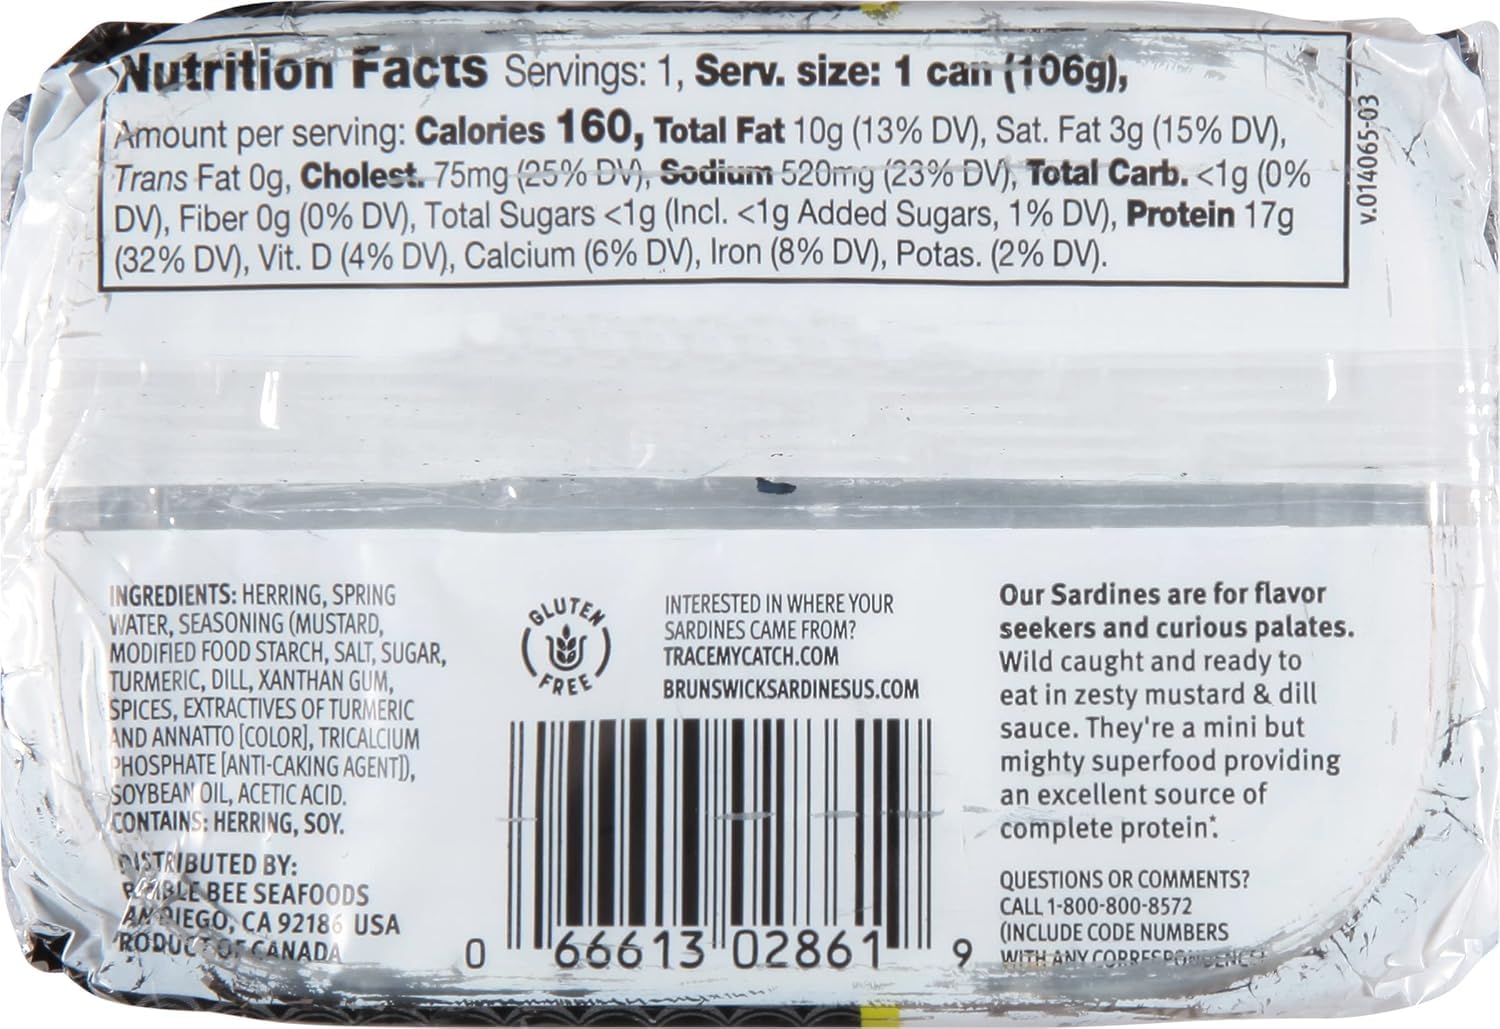 Nutrition Facts Servings: 1, Serv. size: 1 can (106g),
Amount per serving: Calories 160, Total Fat 10g (13% DV), Sat. Fat 3g (15% DV),
Trans Fat 0g, Cholest. 75mg (25% DV), Sodium 520mg (23% DV), Total Carb. <1g (0%
DV), Fiber 0g (0% DV), Total Sugars <1g (Incl. <1g Added Sugars, 1% DV), Protein 17g
(32% DV), Vit. D (4% DV), Calcium (6% DV), Iron (8% DV), Potas. (2% DV).
v.014065-03
INGREDIENTS: HERRING, SPRING
WATER, SEASONING (MUSTARD,
MODIFIED FOOD STARCH, SALT, SUGAR,
TURMERIC, DILL, XANTHAN GUM,
SPICES, EXTRACTIVES OF TURMERIC
AND ANNATTO [COLOR], TRICALCIUM
PHOSPHATE [ANTI-CAKING AGENT]),
SOYBEAN OIL, ACETIC ACID.
CONTAINS: HERRING, SOY.
DISTRIBUTED BY:
BUMBLE BEE SEAFOODS
SAN DIEGO, CA 92186 USA
PRODUCT OF CANADA
GLUTEN
FREE
INTERESTED IN WHERE YOUR
SARDINES CAME FROM?
TRACEMYCATCH.COM
BRUNSWICKSARDINESUS.COM
0 66613 02861 9
Our Sardines are for flavor
seekers and curious palates.
Wild caught and ready to
eat in zesty mustard & dill
sauce. They're a mini but
mighty superfood providing
an excellent source of
complete protein*.
QUESTIONS OR COMMENTS?
CALL 1-800-800-8572
(INCLUDE CODE NUMBERS
WITH ANY CORRESPONDENCE)